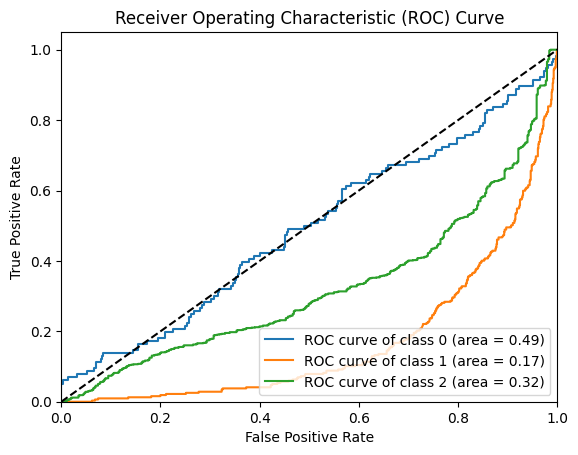 Receiver Operating Characteristic (ROC) Curve
1.0
0.8
0.6
0.4
0.2
0.0
True Positive Rate
ROC curve of class 0 (area = 0.49)
ROC curve of class 1 (area = 0.17)
ROC curve of class 2 (area = 0.32)
0.0 0.2 0.4 0.6 0.8 1.0
False Positive Rate